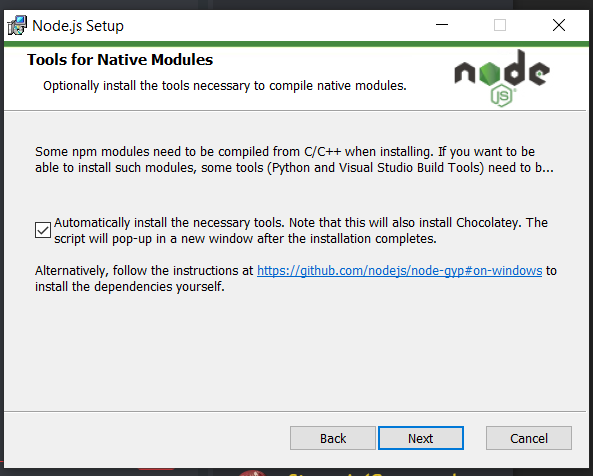 Node.js Setup
Tools for Native Modules
Optionally install the tools necessary to compile native modules.
node
JS
Some npm modules need to be compiled from C/C++ when installing. If you want to be
able to install such modules, some tools (Python and Visual Studio Build Tools) need to b...
Automatically install the necessary tools. Note that this will also install Chocolatey. The
script will pop-up in a new window after the installation completes.
Alternatively, follow the instructions at https://github.com/nodejs/node-gyp#on-windows to
install the dependencies yourself.
Back
Next
Cancel